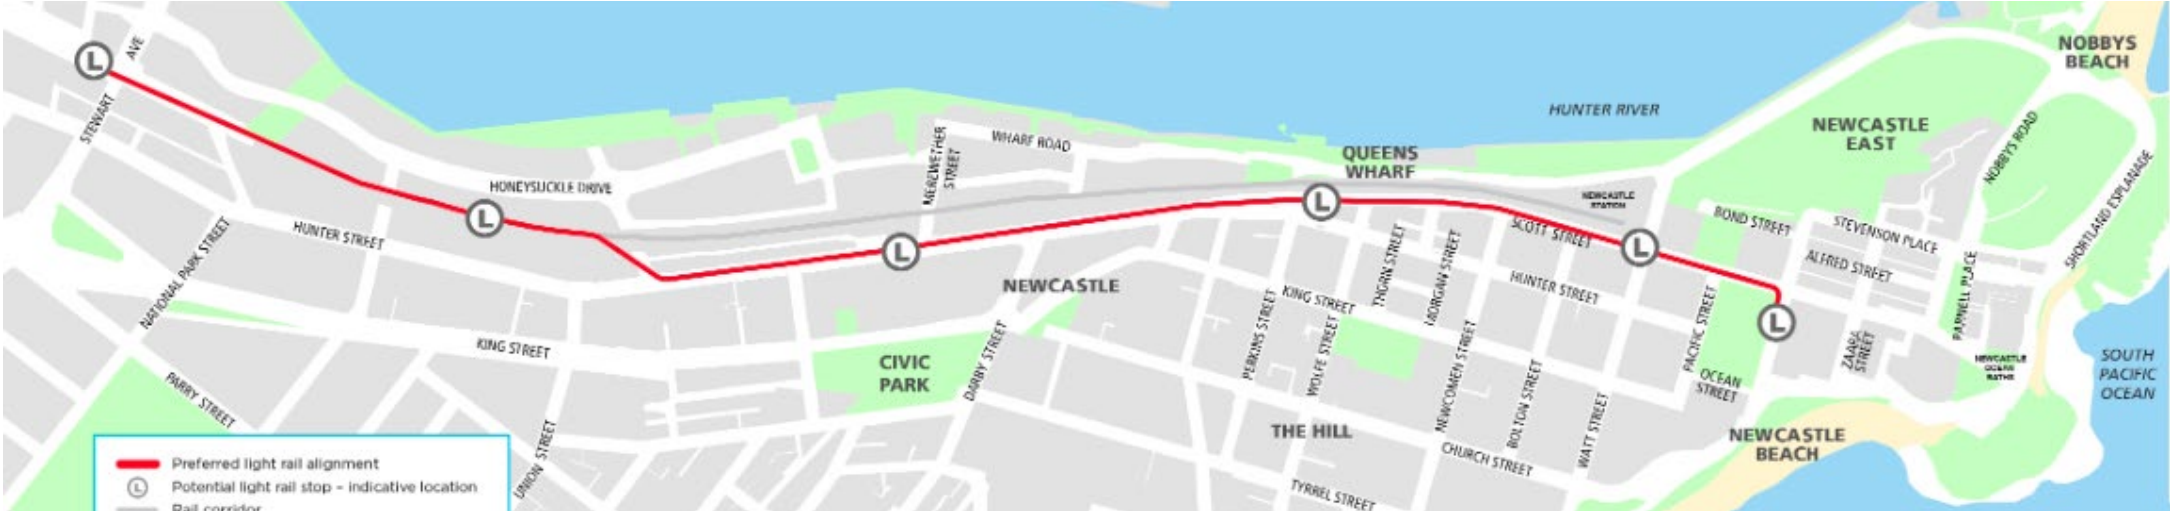 NOBBYS
BEACH
AVE
STEWART
HUNTER RIVER
NEWCASTLE
EAST
NOBBYS ROAD
WHARF ROAD
MEREWETHER
STREET
QUEENS
WHARF
SHORTLAND ESPLANADE
HONEYSUCKLE DRIVE
NEWCASTLE
STATION
BOND STREET
STEVENSON PLACE
HUNTER STREET
SCOTT STREET
NATIONAL PARK STREET
THORN STREET
MORGAN STREET
ALFRED STREET
PARNELL PLACE
NEWCASTLE
HUNTER STREET
KING STREET
PERKINS STREET
WOLFE STREET
PACIFIC STREET
ZAARA
STREET
KING STREET
CIVIC
PARK
DARBY STREET
NEWCASTLE
OCEAN
BATHS
SOUTH
PACIFIC
OCEAN
PARRY STREET
OCEAN
STREET
NEWCOMEN STREET
BOLTON STREET
WATT STREET
UNION STREET
THE HILL
NEWCASTLE
BEACH
CHURCH STREET
TYRREL STREET
L
L
L
L
L
L
Preferred light rail alignment
L Potential light rail stop – indicative location
Rail corridor